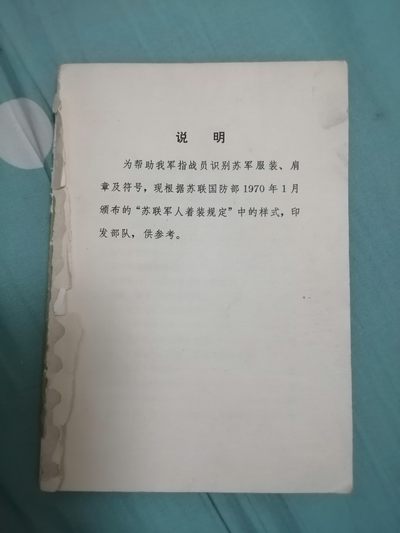 说 明
为帮助我军指战员识别苏军服装、肩
章及符号，现根据苏联国防部1970年1月
颁布的“苏联军人着装规定”中的样式，印
发部队，供参考。